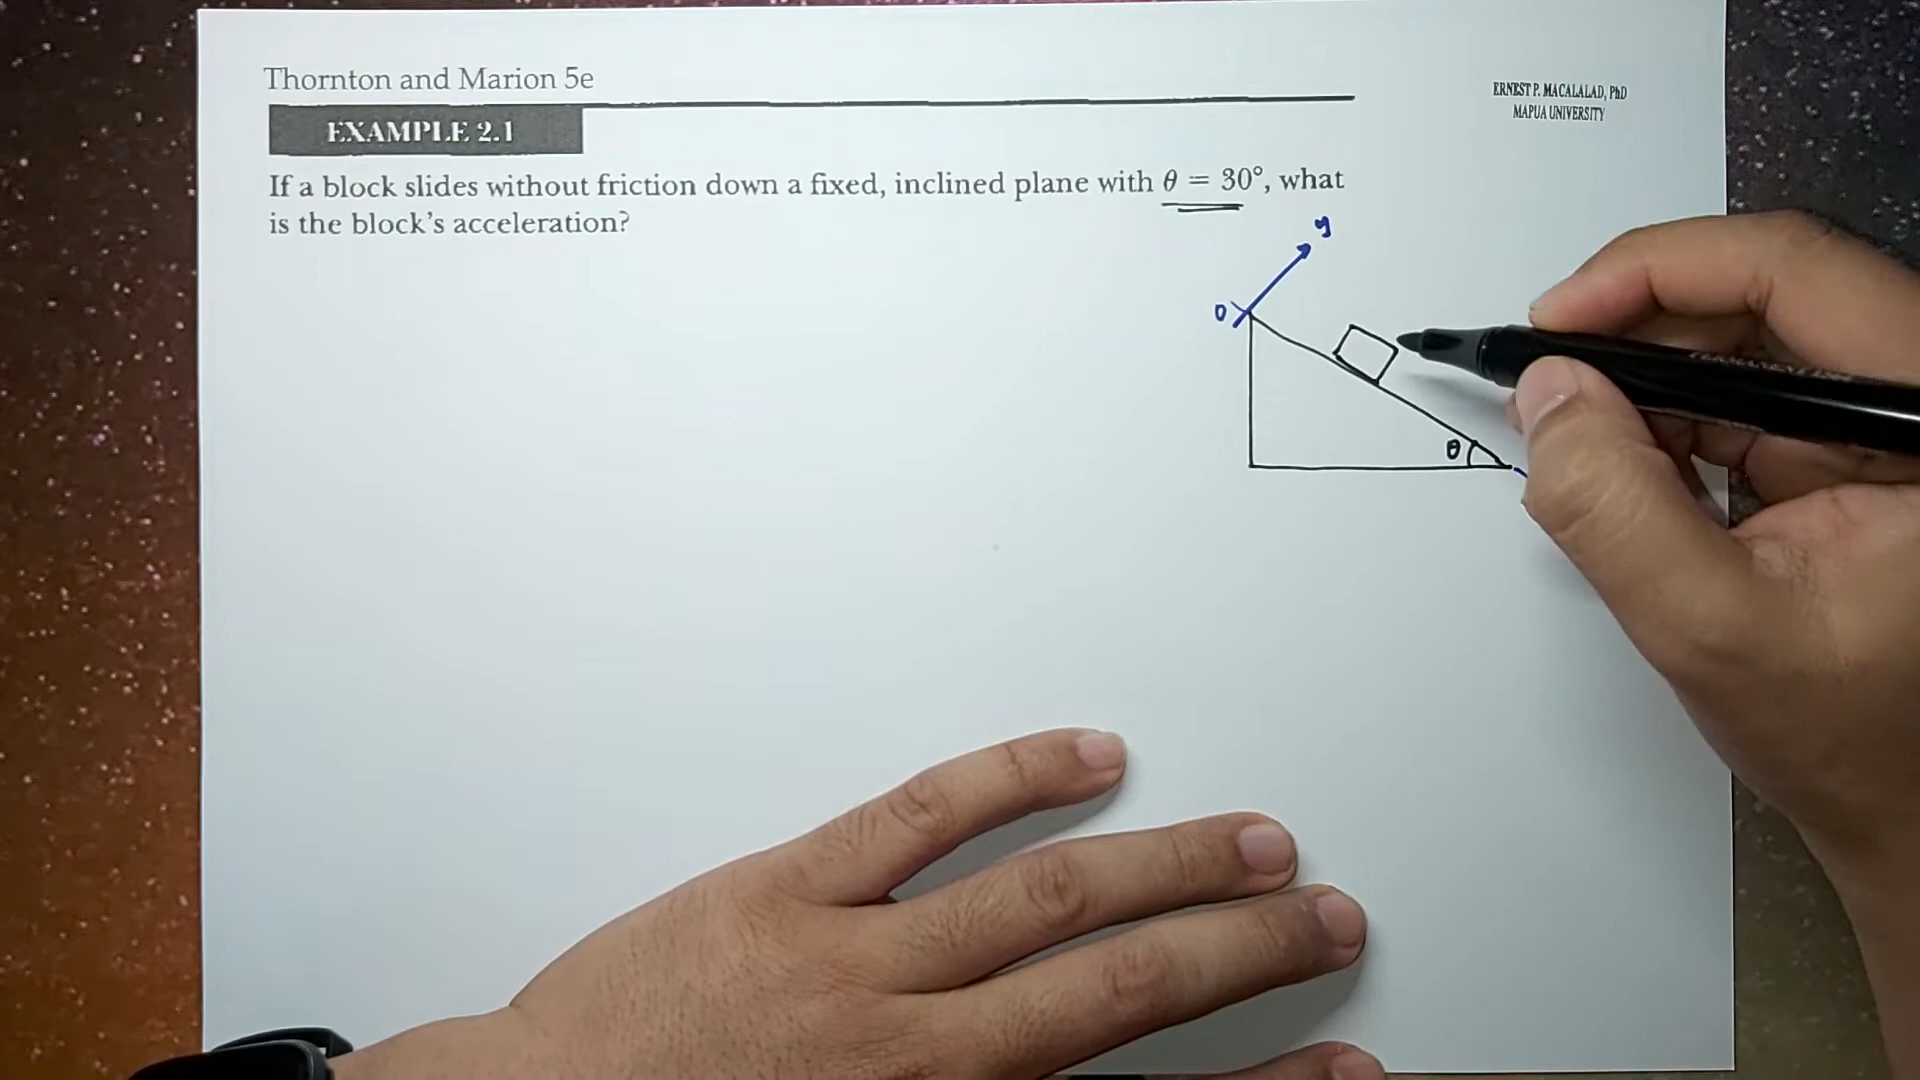 Thornton and Marion 5e
ERNEST P. MACALALAD, PhD
MAPUA UNIVERSITY
EXAMPLE 2.1
If a block slides without friction down a fixed, inclined plane with θ = 30°, what
is the block's acceleration?
y
O
θ